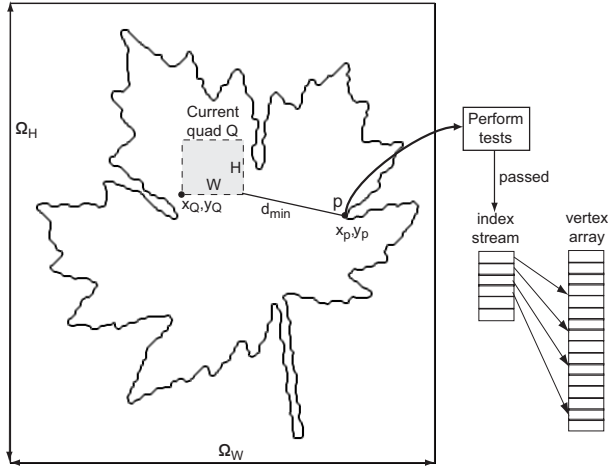 Ω_H
Current
quad Q
H
W
x_Q,y_Q
d_min
p
x_p,y_p
Perform
tests
passed
index
stream
vertex
array
Ω_W